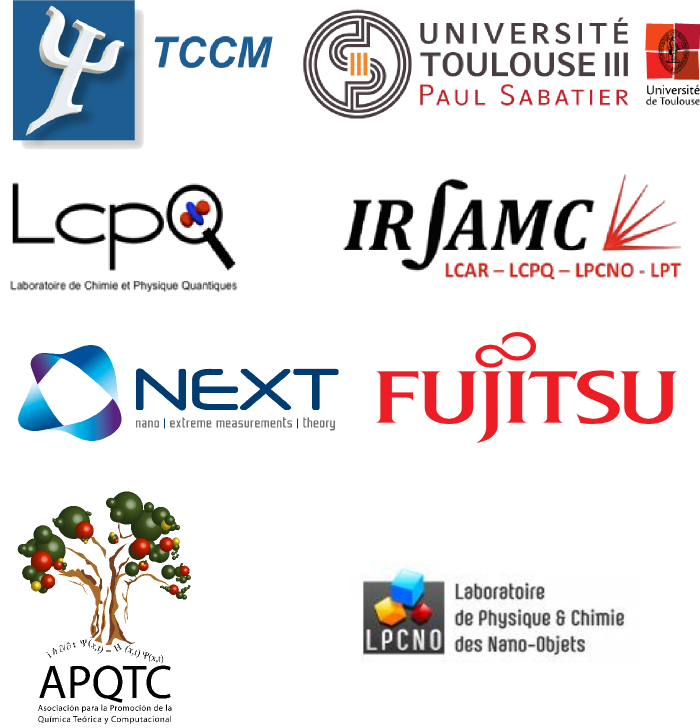 TCCM
UNIVERSITÉ
TOULOUSE III
PAUL SABATIER
Université
de Toulouse
LcpQ
Laboratoire de Chimie et Physique Quantiques
IRSAMC
LCAR – LCPQ – LPCNO - LPT
NEXT
nano | extreme measurements | theory
FUJITSU
APQTC
Asociación para la Promoción de la
Química Teórica y Computacional
LPCNO
Laboratoire
de Physique & Chimie
des Nano-Objets